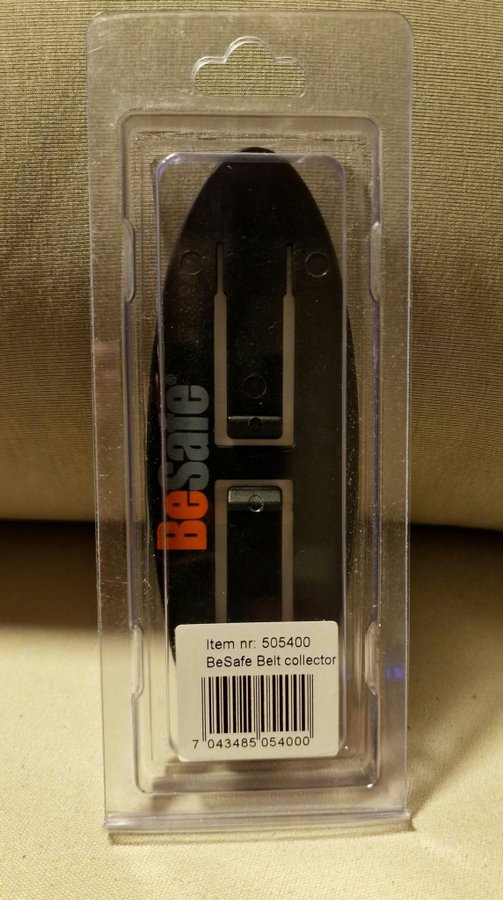 BeSafe®
Item nr: 505400
BeSafe Belt collector
7 043485 054000